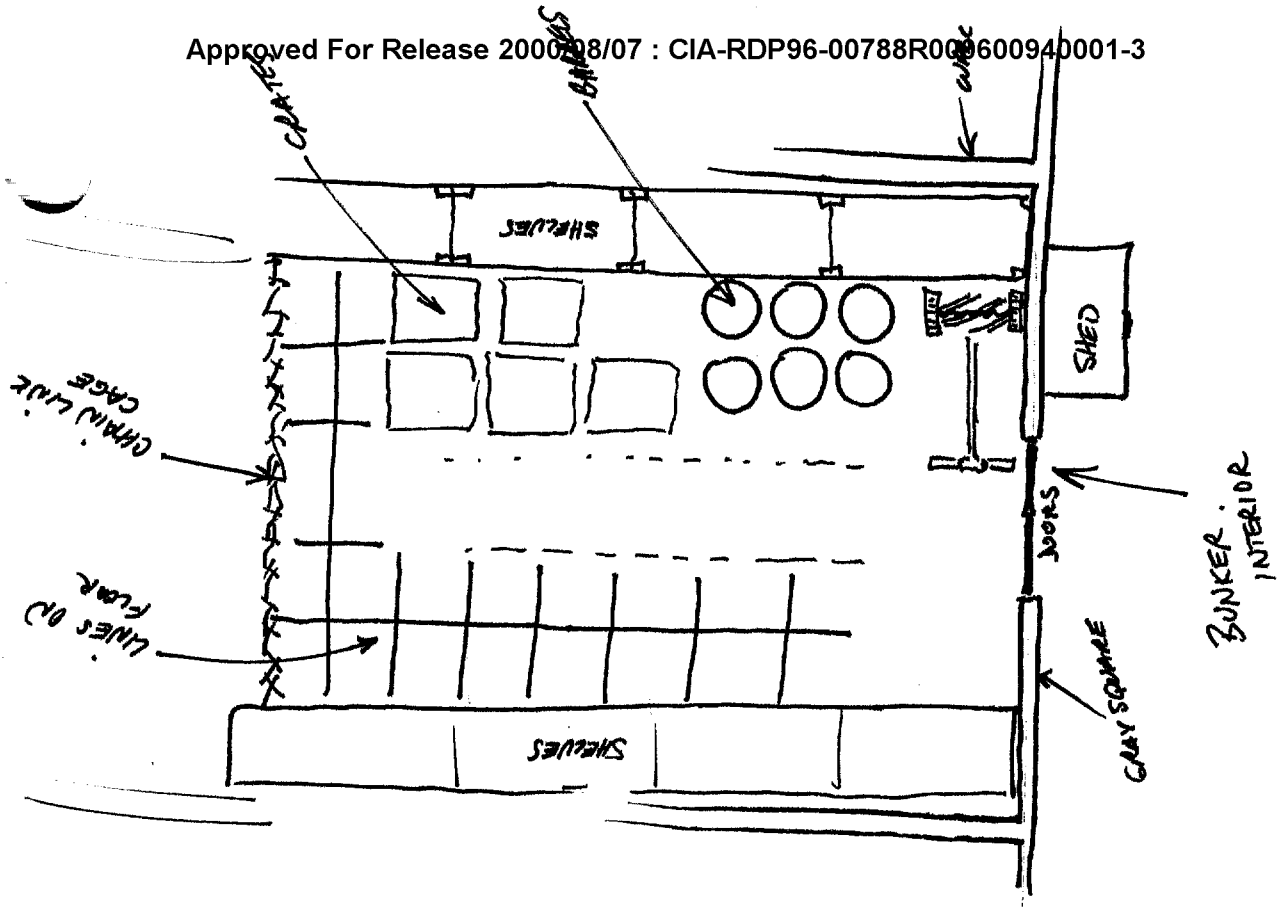 Approved For Release 2000/08/07 : CIA-RDP96-00788R000600940001-3
CRATES
BARRELS
SHELVES
SHED
CHAIN LINK
CAGE
DOORS
BUNKER
INTERIOR
LINES ON
FLOOR
GRAY SQUARE
SHELVES